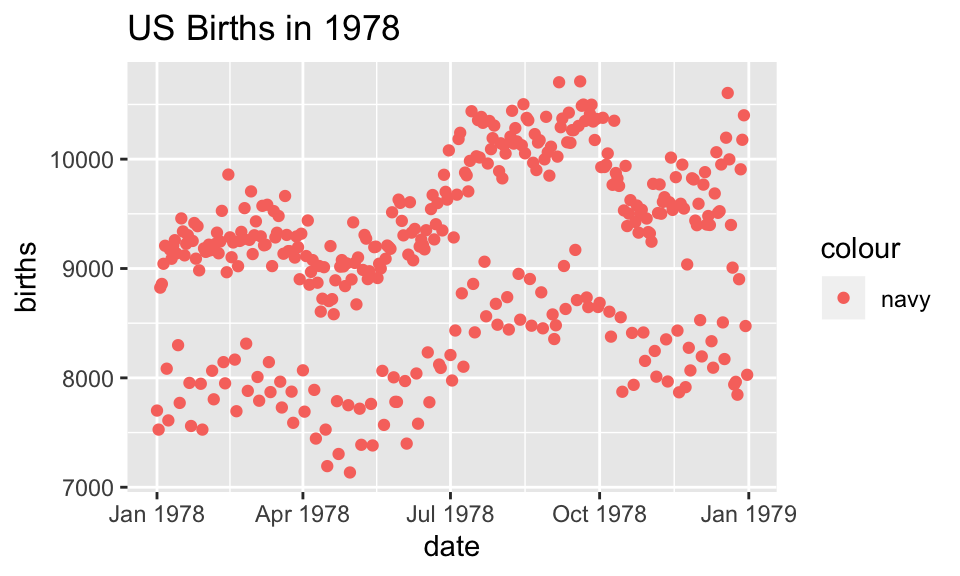 US Births in 1978
births
10000
9000
8000
7000
Jan 1978
Apr 1978
Jul 1978
Oct 1978
Jan 1979
date
colour
navy